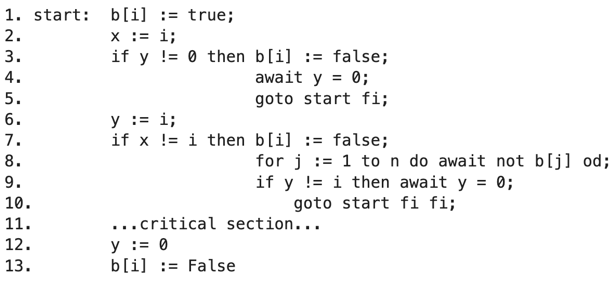 1. start:  b[i] := true;
2.         x := i;
3.         if y != 0 then b[i] := false;
4.                        await y = 0;
5.                        goto start fi;
6.         y := i;
7.         if x != i then b[i] := false;
8.                        for j := 1 to n do await not b[j] od;
9.                        if y != i then await y = 0;
10.                           goto start fi fi;
11.        ...critical section...
12.        y := 0
13.        b[i] := False